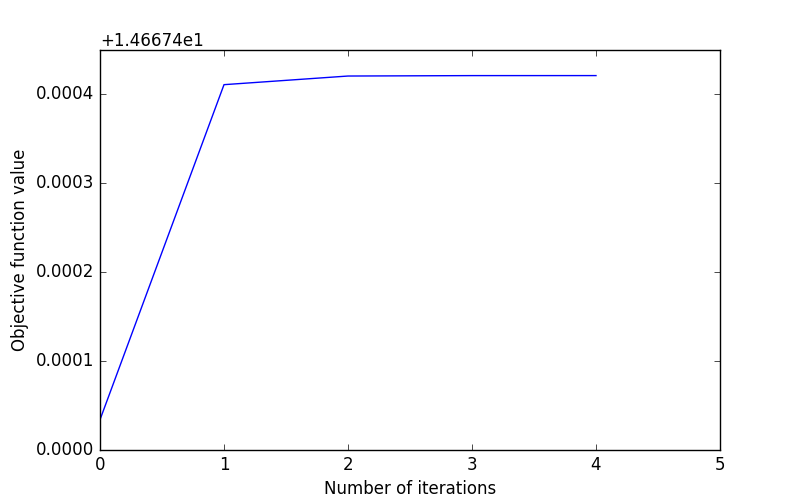 +1.46674e1
0.0004
0.0003
0.0002
0.0001
0.0000
Objective function value
0 1 2 3 4 5
Number of iterations